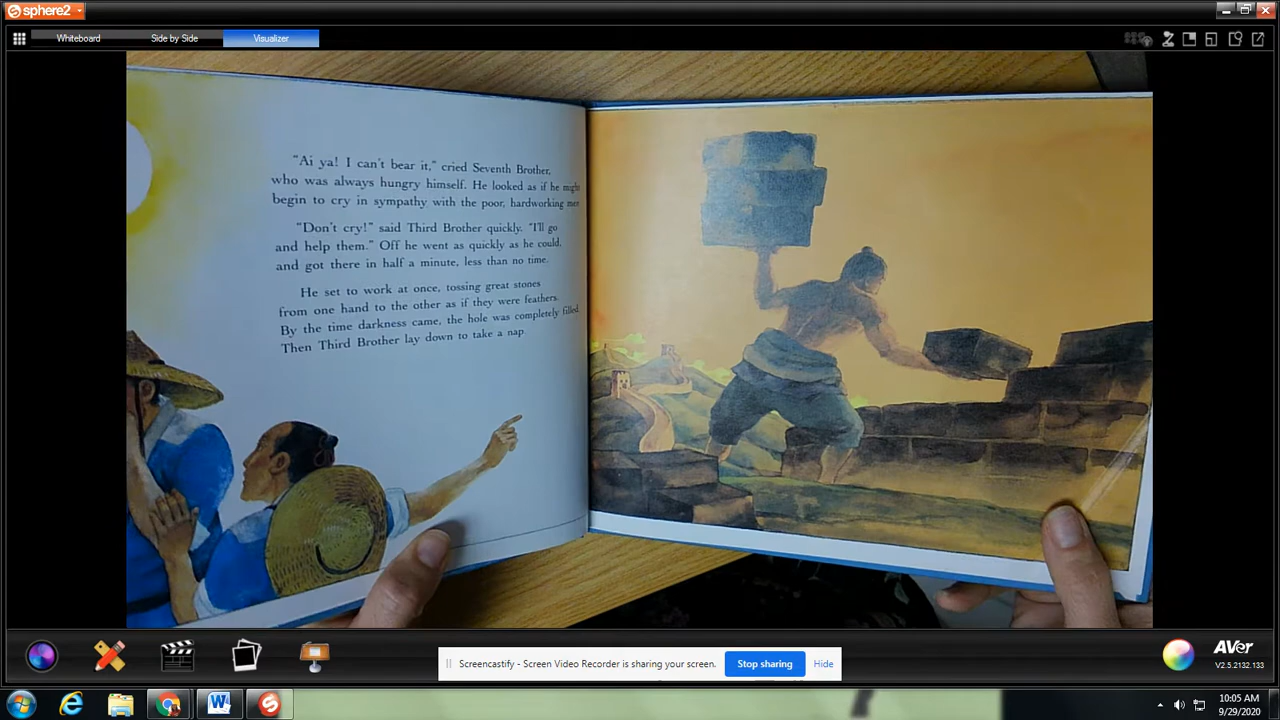 sphere2
Whiteboard
Side by Side
Visualizer
"Ai ya! I can't bear it," cried Seventh Brother,
who was always hungry himself. He looked as if he might
begin to cry in sympathy with the poor, hardworking men
"Don't cry!" said Third Brother quickly. "I'll go
and help them." Off he went as quickly as he could,
and got there in half a minute, less than no time.
He set to work at once, tossing great stones
from one hand to the other as if they were feathers.
By the time darkness came, the hole was completely filled.
Then Third Brother lay down to take a nap
Screencastify - Screen Video Recorder is sharing your screen.
Stop sharing
Hide
AVer
V2.5.2132.133
10:05 AM
9/29/2020